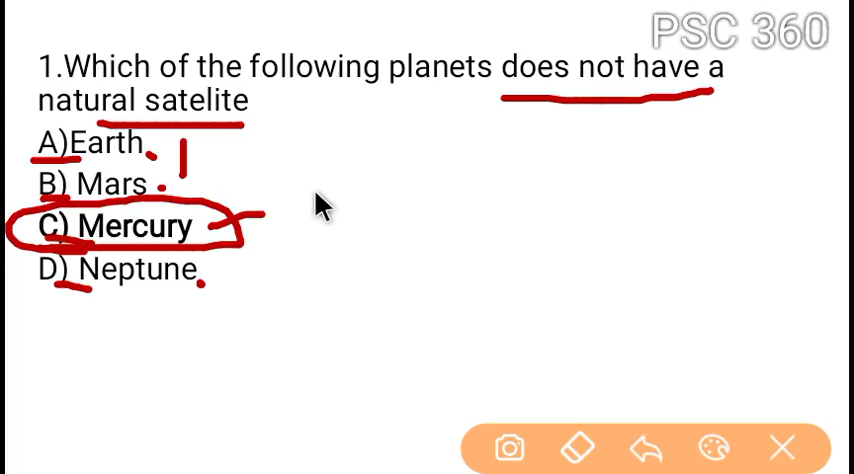 PSC 360
1.Which of the following planets does not have a
natural satelite
A)Earth
B) Mars
C) Mercury
D) Neptune